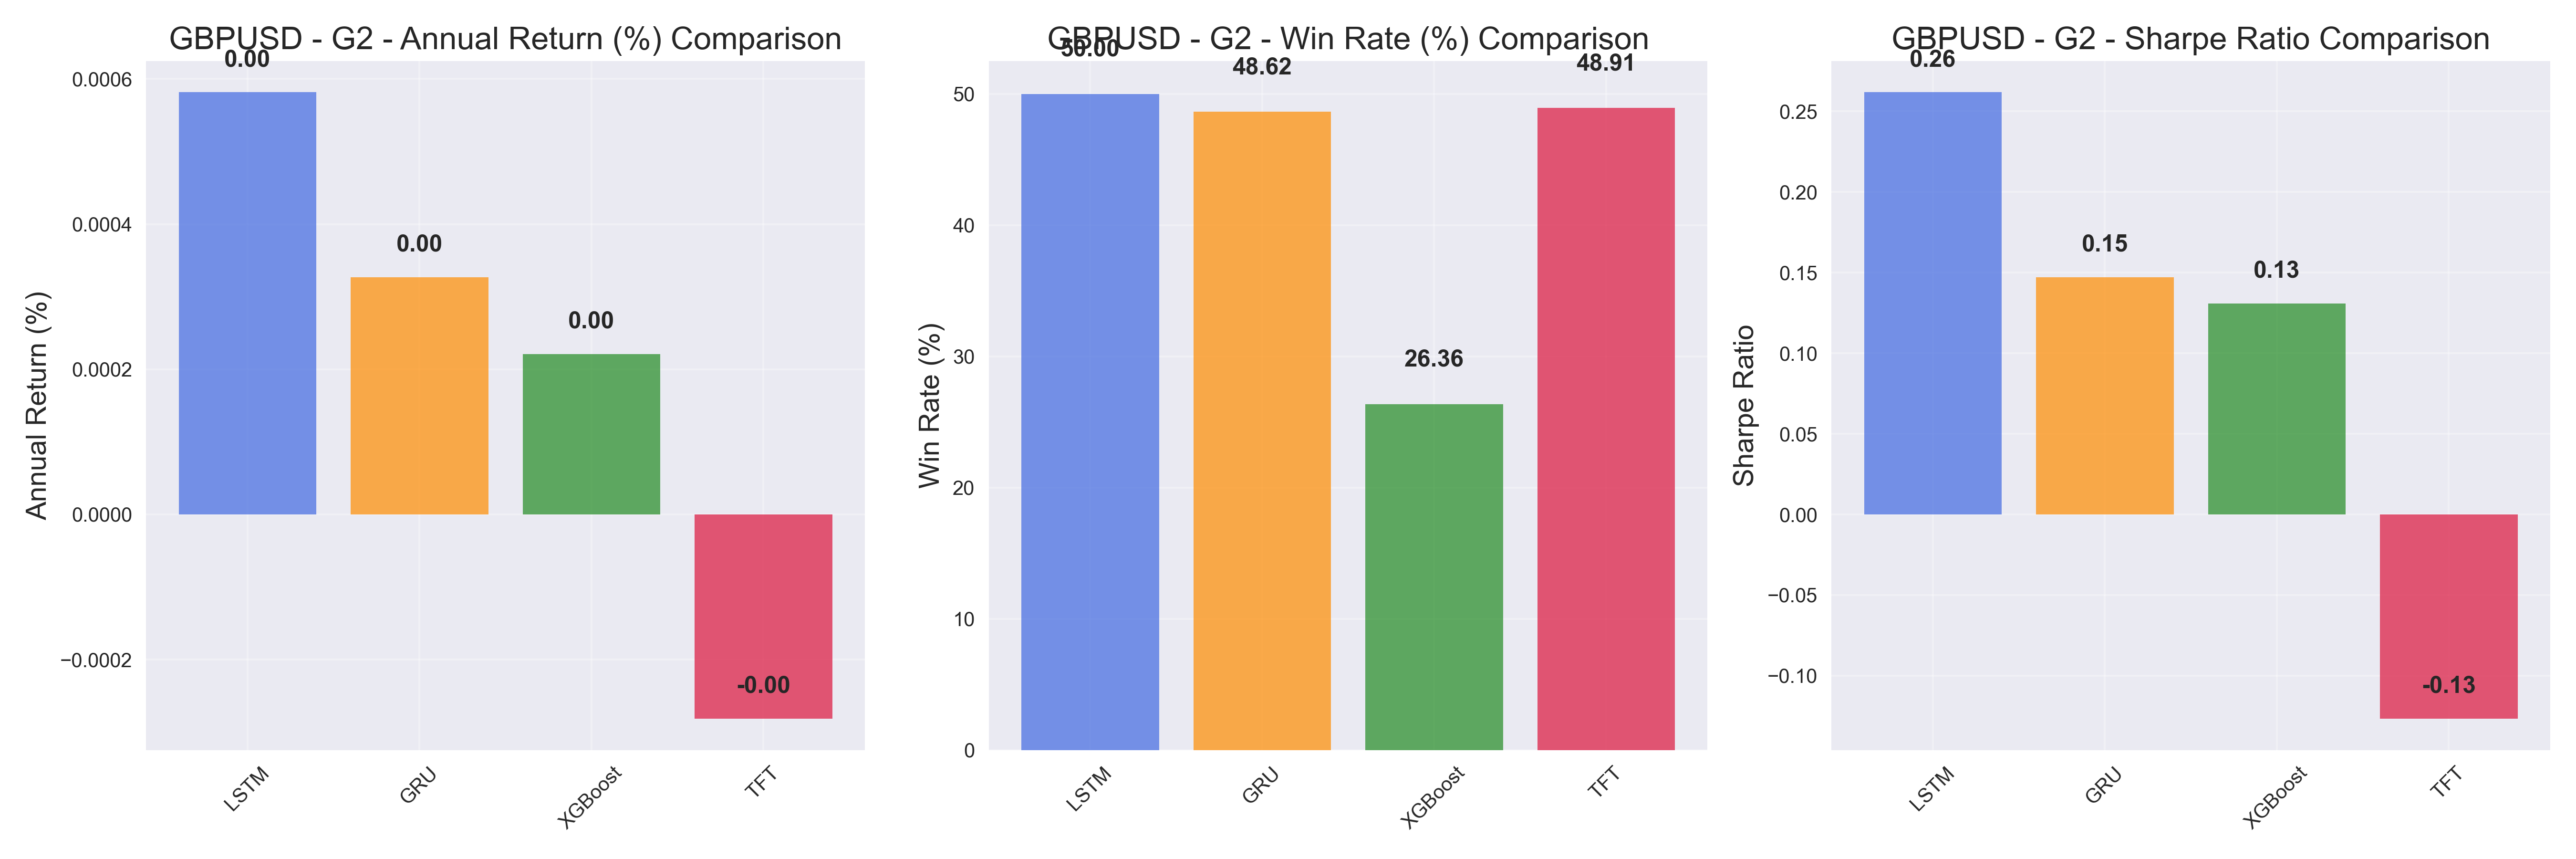 GBPUSD - G2 - Annual Return (%) Comparison
0.00
0.00
0.00
-0.00
0.0006
0.0004
0.0002
0.0000
−0.0002
Annual Return (%)
LSTM
GRU
XGBoost
TFT
GBPUSD - G2 - Win Rate (%) Comparison
50.00
48.62
26.36
48.91
50
40
30
20
10
0
Win Rate (%)
LSTM
GRU
XGBoost
TFT
GBPUSD - G2 - Sharpe Ratio Comparison
0.26
0.15
0.13
-0.13
0.25
0.20
0.15
0.10
0.05
0.00
−0.05
−0.10
Sharpe Ratio
LSTM
GRU
XGBoost
TFT